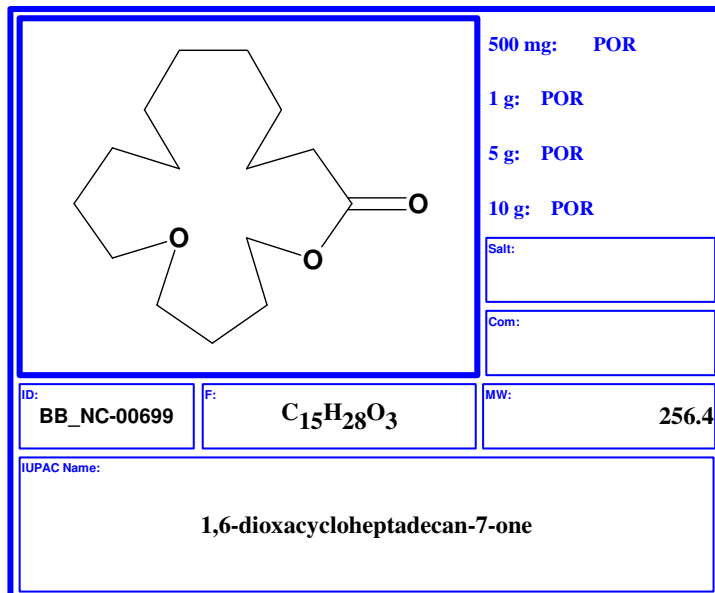 O
O
O
500 mg: POR
1 g: POR
5 g: POR
10 g: POR
Salt:
Com:
ID:
BB_NC-00699
F:
C15H28O3
MW:
256.4
IUPAC Name:
1,6-dioxacycloheptadecan-7-one